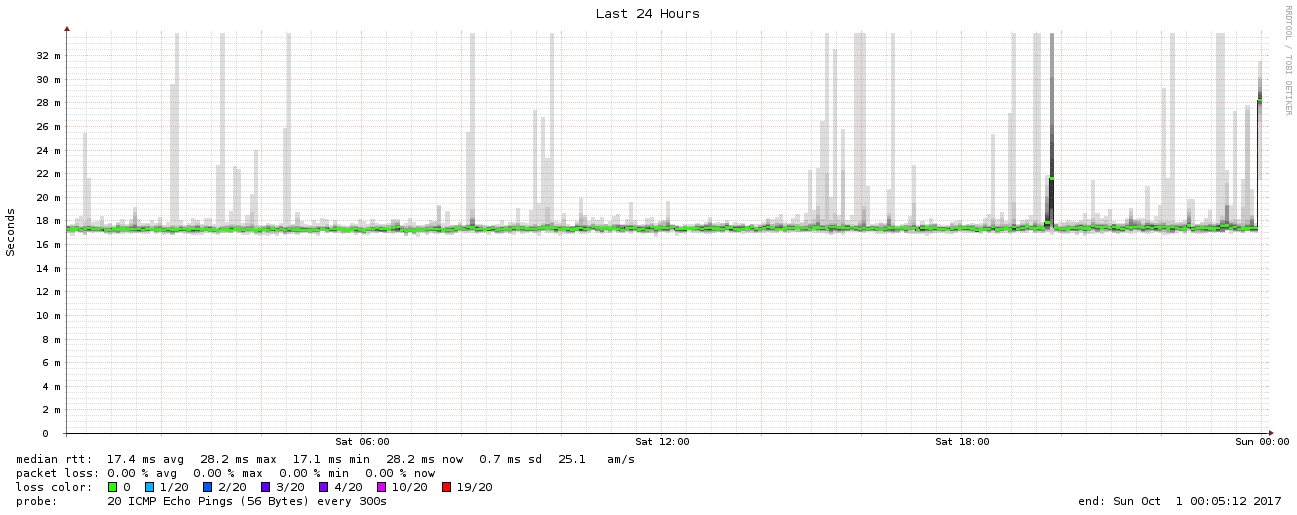 Last 24 Hours
RRDTOOL / TOBI OETIKER
Seconds
32 m
30 m
28 m
26 m
24 m
22 m
20 m
18 m
16 m
14 m
12 m
10 m
8 m
6 m
4 m
2 m
0
Sat 06:00 Sat 12:00 Sat 18:00 Sun 00:00
median rtt: 17.4 ms avg 28.2 ms max 17.1 ms min 28.2 ms now 0.7 ms sd 25.1 am/s
packet loss: 0.00 % avg 0.00 % max 0.00 % min 0.00 % now
loss color: 0 1/20 2/20 3/20 4/20 10/20 19/20
probe: 20 ICMP Echo Pings (56 Bytes) every 300s end: Sun Oct 1 00:05:12 2017